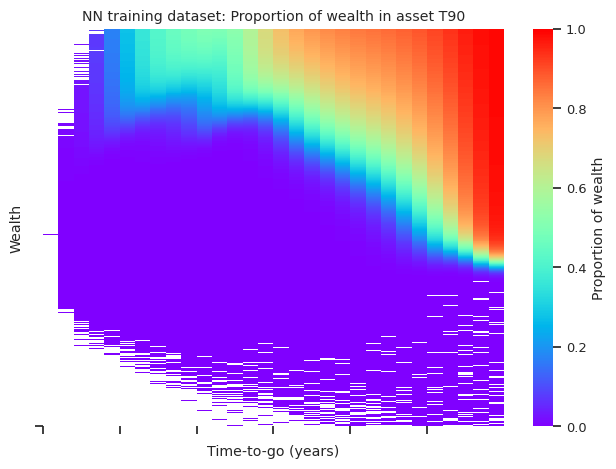 NN training dataset: Proportion of wealth in asset T90
Wealth
Time-to-go (years)
1.0
0.8
0.6
0.4
0.2
0.0
Proportion of wealth